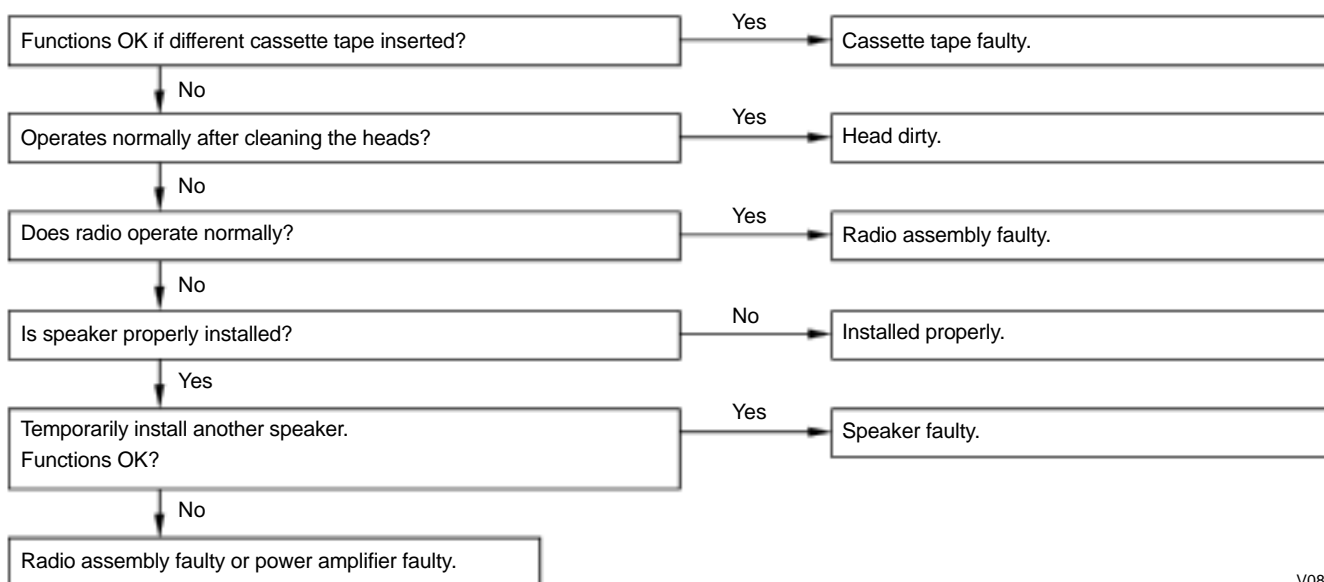 Functions OK if different cassette tape inserted?
Yes
Cassette tape faulty.
No
Operates normally after cleaning the heads?
Yes
Head dirty.
No
Does radio operate normally?
Yes
Radio assembly faulty.
No
Is speaker properly installed?
No
Installed properly.
Yes
Temporarily install another speaker.
Functions OK?
Yes
Speaker faulty.
No
Radio assembly faulty or power amplifier faulty.
V08